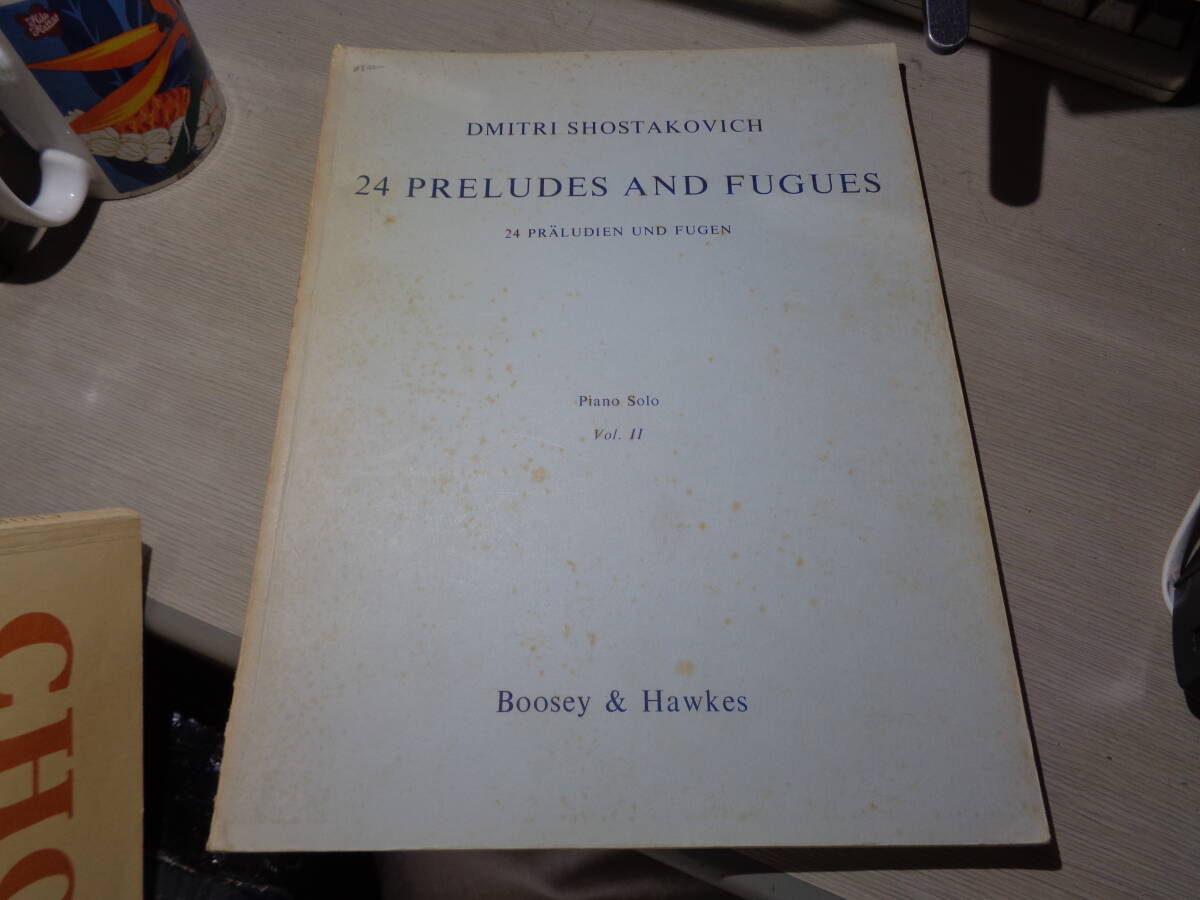 DMITRI SHOSTAKOVICH
24 PRELUDES AND FUGUES
24 PRÄLUDIEN UND FUGEN
Piano Solo
Vol. II
Boosey & Hawkes
CHO